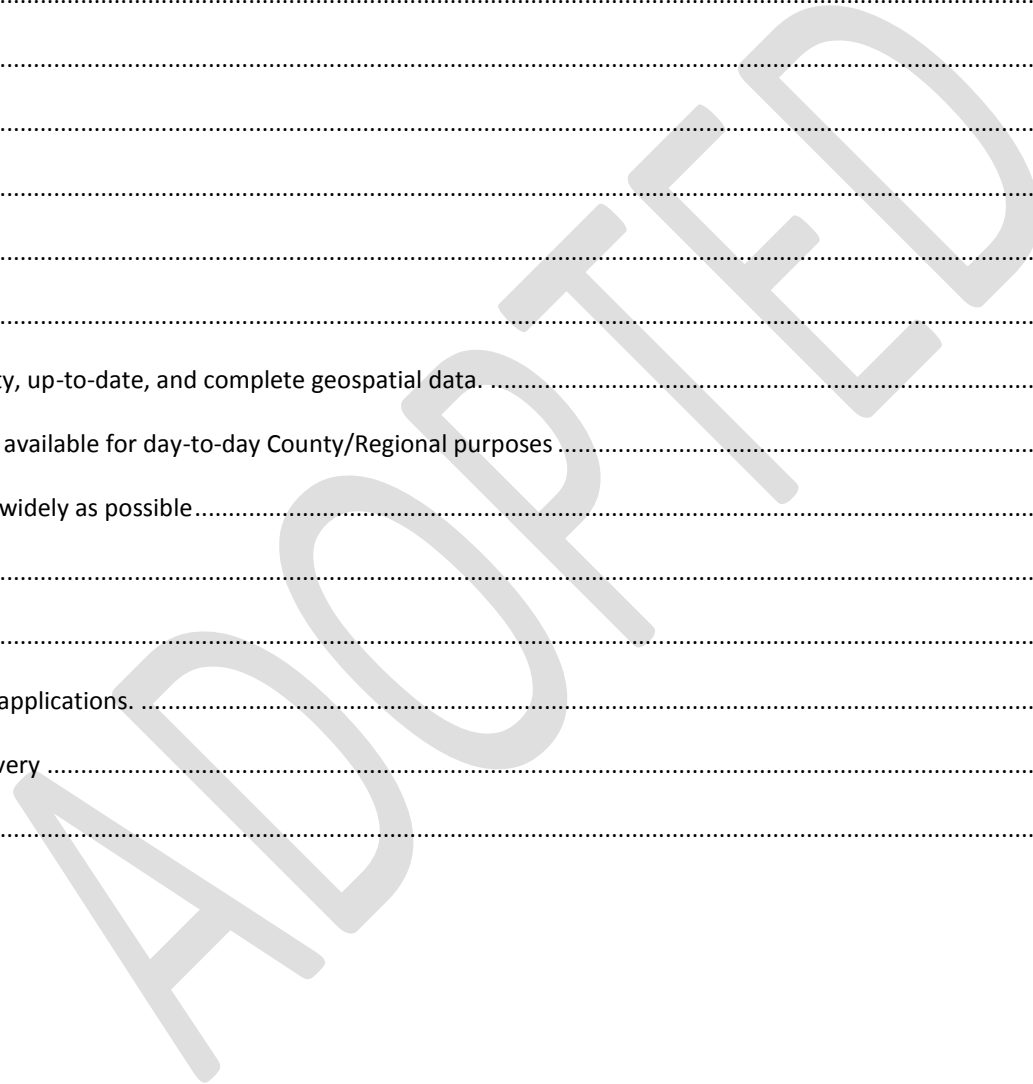 ty, up-to-date, and complete geospatial data. ................................................................................
available for day-to-day County/Regional purposes ......................................................................
widely as possible.............................................................................................................................
applications. .....................................................................................................................................
very ...................................................................................................................................................
ADOPTED